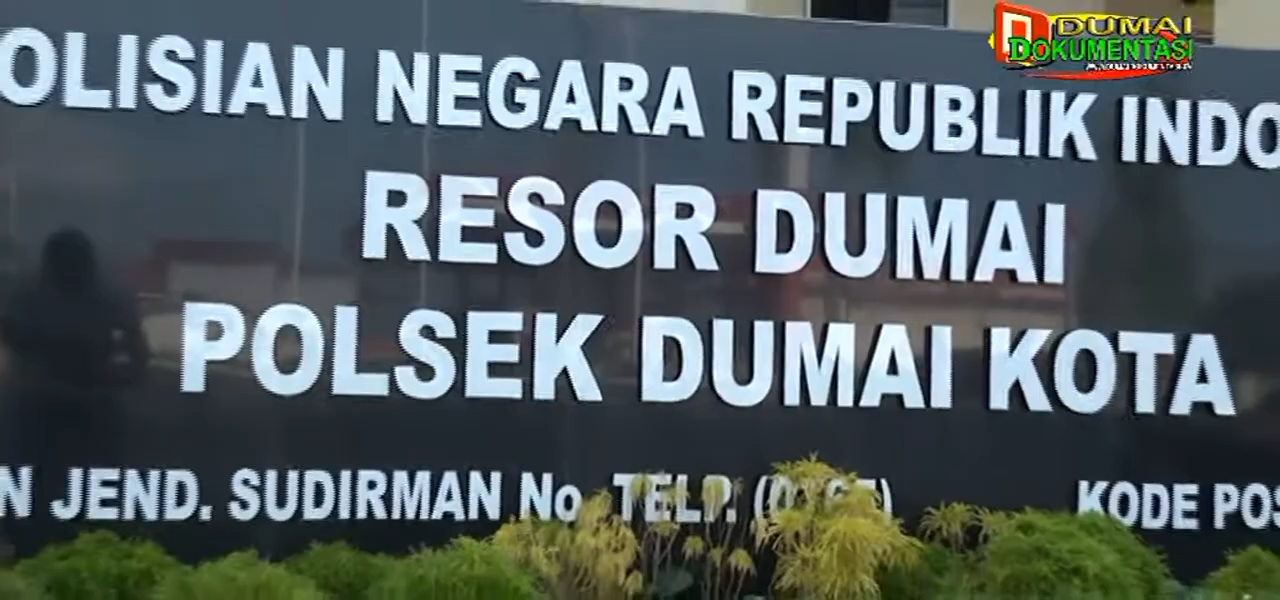 DUMAI
DOKUMENTASI
OLISIAN NEGARA REPUBLIK INDO
RESOR DUMAI
POLSEK DUMAI KOTA
N JEND. SUDIRMAN No. TELP.
KODE POS